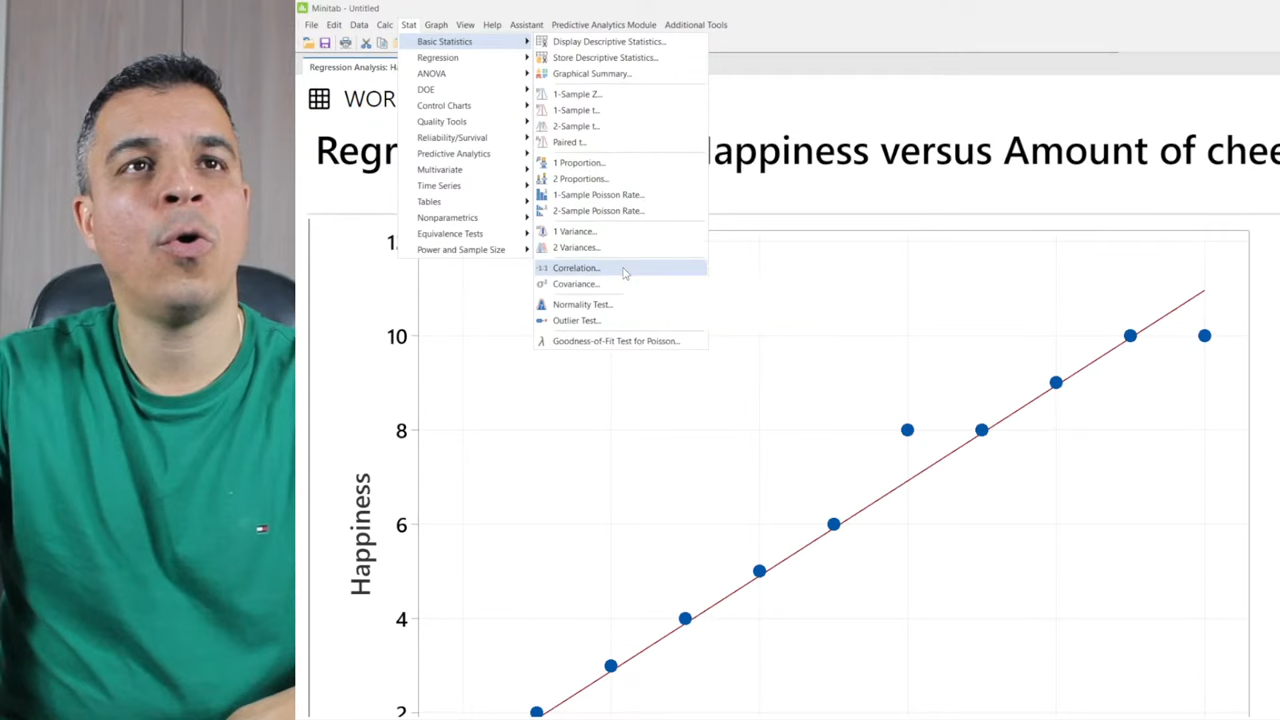 Minitab - Untitled
File Edit Data Calc Stat Graph View Help Assistant Predictive Analytics Module Additional Tools
Basic Statistics
Regression
ANOVA
DOE
Control Charts
Quality Tools
Reliability/Survival
Predictive Analytics
Multivariate
Time Series
Tables
Nonparametrics
Equivalence Tests
Power and Sample Size
Display Descriptive Statistics...
Store Descriptive Statistics...
Graphical Summary...
1-Sample Z...
1-Sample t...
2-Sample t...
Paired t...
1 Proportion...
2 Proportions...
1-Sample Poisson Rate...
2-Sample Poisson Rate...
1 Variance...
2 Variances...
Correlation...
σ² Covariance...
Normality Test...
Outlier Test...
λ Goodness-of-Fit Test for Poisson...
Regression Analysis: Ha
WOR
Regr appiness versus Amount of chee
10
8
6
4
2
Happiness